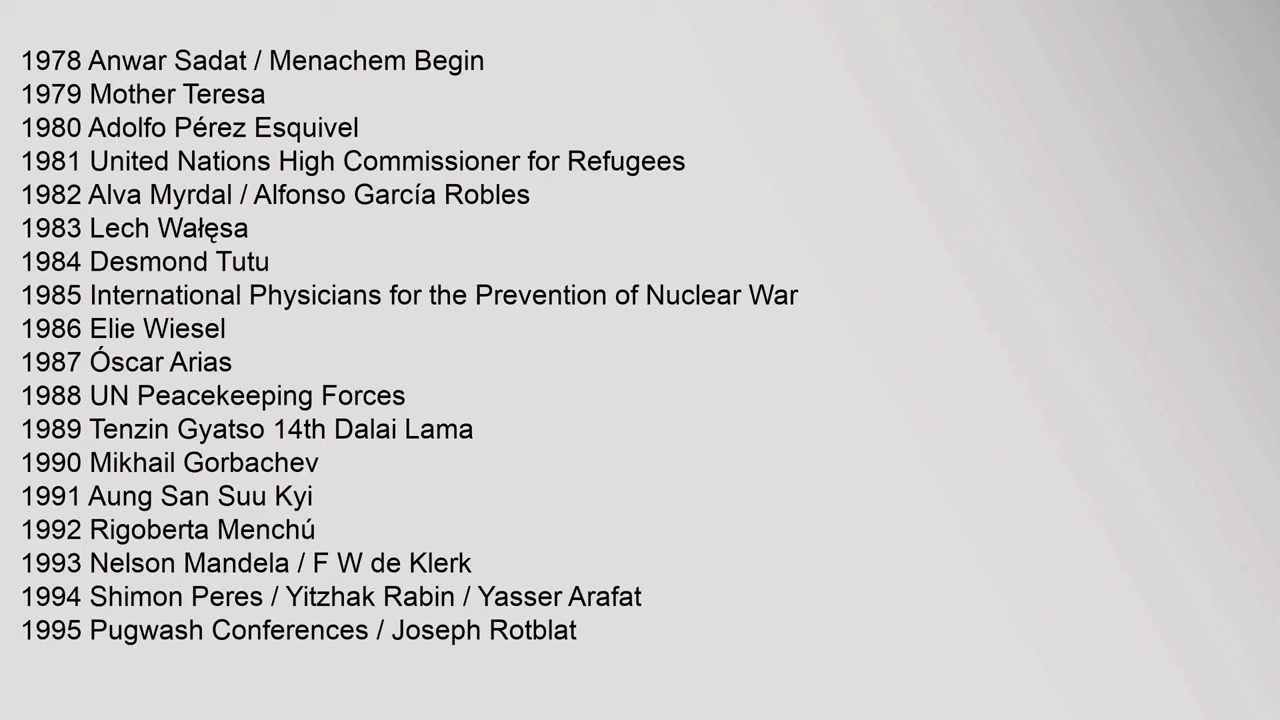 1978 Anwar Sadat / Menachem Begin
1979 Mother Teresa
1980 Adolfo Pérez Esquivel
1981 United Nations High Commissioner for Refugees
1982 Alva Myrdal / Alfonso García Robles
1983 Lech Wałęsa
1984 Desmond Tutu
1985 International Physicians for the Prevention of Nuclear War
1986 Elie Wiesel
1987 Óscar Arias
1988 UN Peacekeeping Forces
1989 Tenzin Gyatso 14th Dalai Lama
1990 Mikhail Gorbachev
1991 Aung San Suu Kyi
1992 Rigoberta Menchú
1993 Nelson Mandela / F W de Klerk
1994 Shimon Peres / Yitzhak Rabin / Yasser Arafat
1995 Pugwash Conferences / Joseph Rotblat